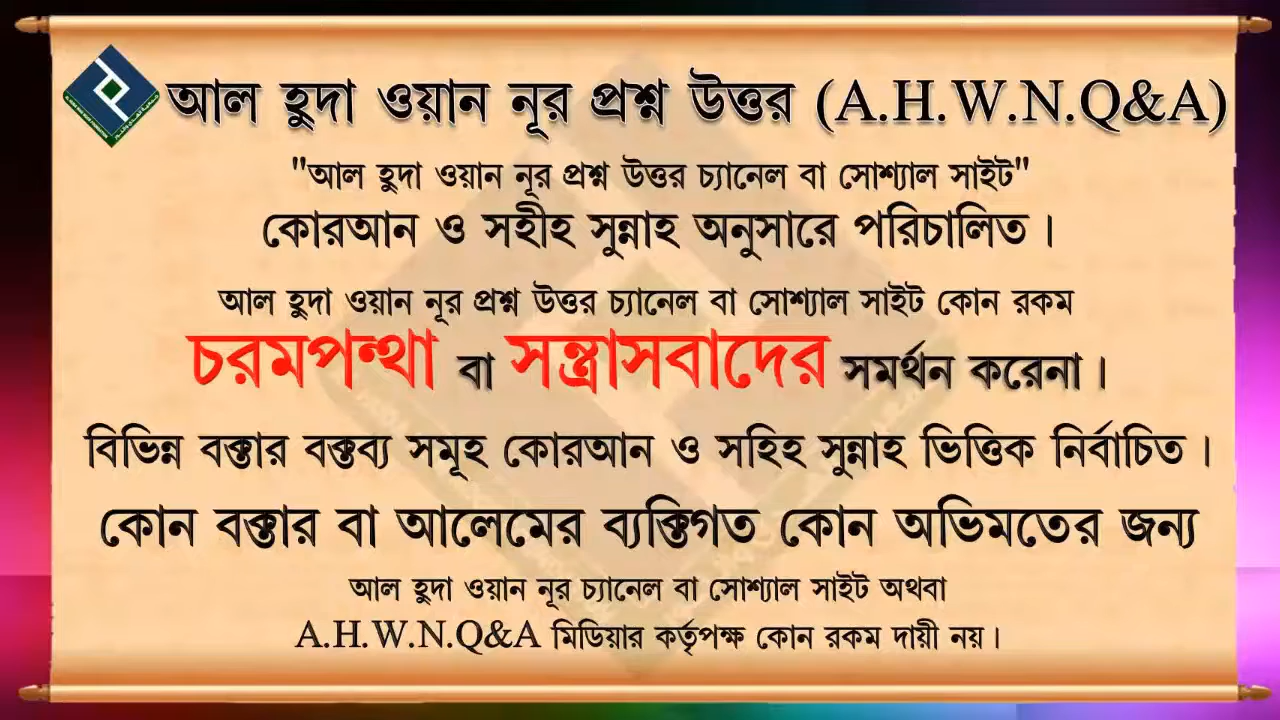 আল হুদা ওয়ান নূর প্রশ্ন উত্তর (A.H.W.N.Q&A)
"আল হুদা ওয়ান নূর প্রশ্ন উত্তর চ্যানেল বা সোশ্যাল সাইট"
কোরআন ও সহীহ সুন্নাহ অনুসারে পরিচালিত।
আল হুদা ওয়ান নূর প্রশ্ন উত্তর চ্যানেল বা সোশ্যাল সাইট কোন রকম
চরমপন্থা বা সন্ত্রাসবাদের সমর্থন করেনা।
বিভিন্ন বক্তার বক্তব্য সমূহ কোরআন ও সহিহ সুন্নাহ ভিত্তিক নির্বাচিত।
কোন বক্তার বা আলেমের ব্যক্তিগত কোন অভিমতের জন্য
আল হুদা ওয়ান নূর চ্যানেল বা সোশ্যাল সাইট অথবা
A.H.W.N.Q&A মিডিয়ার কর্তৃপক্ষ কোন রকম দায়ী নয়।